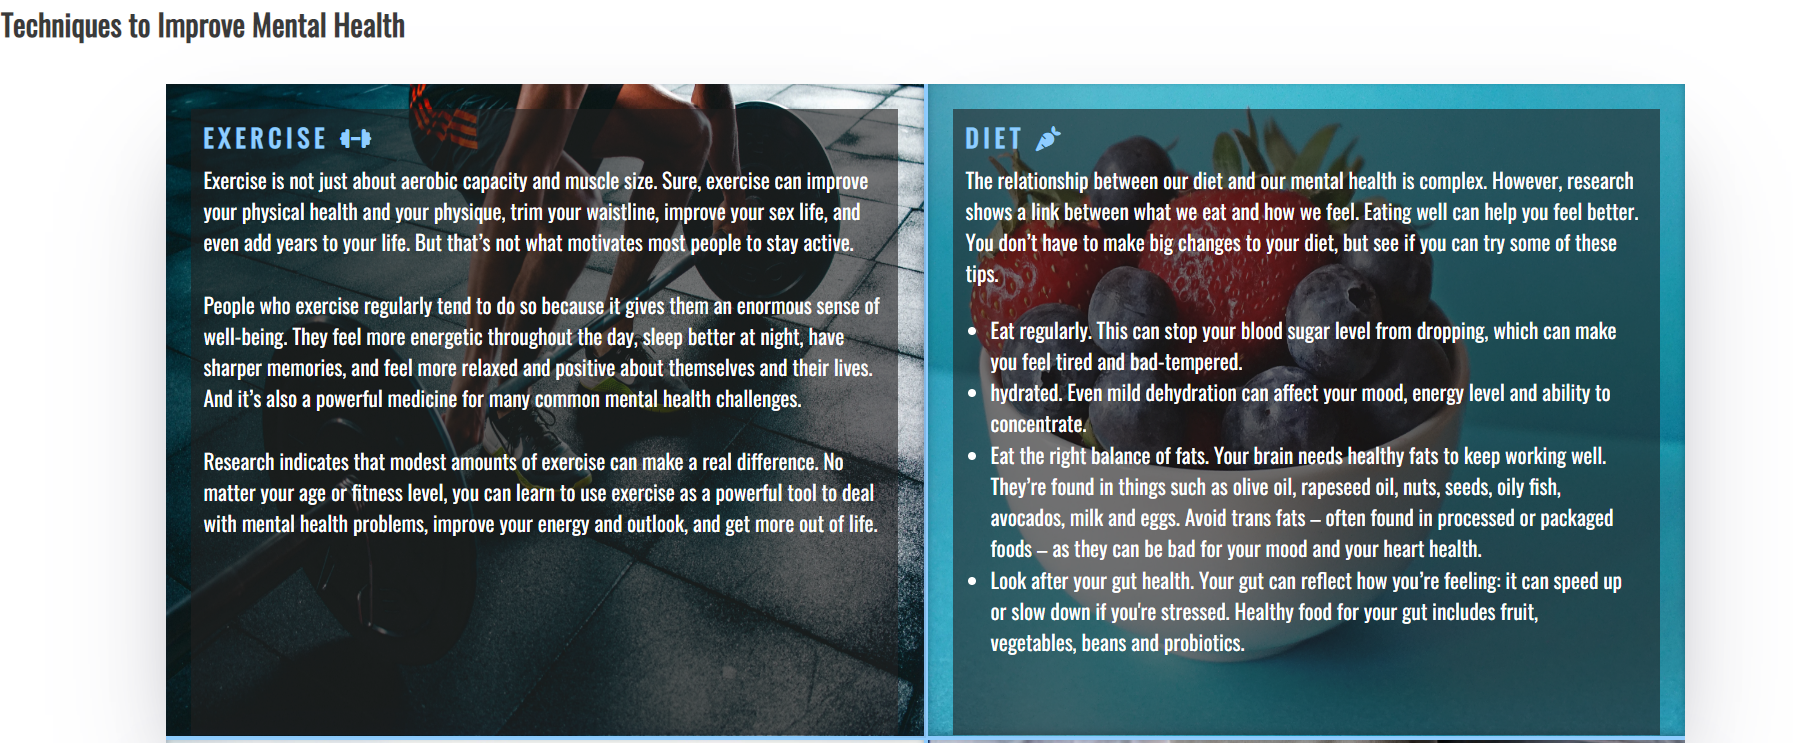 Techniques to Improve Mental Health
EXERCISE
Exercise is not just about aerobic capacity and muscle size. Sure, exercise can improve
your physical health and your physique, trim your waistline, improve your sex life, and
even add years to your life. But that’s not what motivates most people to stay active.
People who exercise regularly tend to do so because it gives them an enormous sense of
well-being. They feel more energetic throughout the day, sleep better at night, have
sharper memories, and feel more relaxed and positive about themselves and their lives.
And it’s also a powerful medicine for many common mental health challenges.
Research indicates that modest amounts of exercise can make a real difference. No
matter your age or fitness level, you can learn to use exercise as a powerful tool to deal
with mental health problems, improve your energy and outlook, and get more out of life.
DIET
The relationship between our diet and our mental health is complex. However, research
shows a link between what we eat and how we feel. Eating well can help you feel better.
You don’t have to make big changes to your diet, but see if you can try some of these
tips.
• Eat regularly. This can stop your blood sugar level from dropping, which can make
you feel tired and bad-tempered.
• hydrated. Even mild dehydration can affect your mood, energy level and ability to
concentrate.
• Eat the right balance of fats. Your brain needs healthy fats to keep working well.
They’re found in things such as olive oil, rapeseed oil, nuts, seeds, oily fish,
avocados, milk and eggs. Avoid trans fats – often found in processed or packaged
foods – as they can be bad for your mood and your heart health.
• Look after your gut health. Your gut can reflect how you’re feeling: it can speed up
or slow down if you're stressed. Healthy food for your gut includes fruit,
vegetables, beans and probiotics.